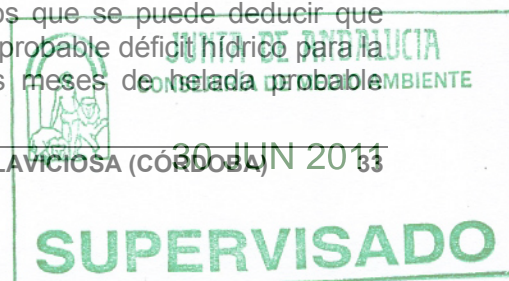 os que se puede deducir que
probable déficit hídrico para la
JUNTA DE ANDALUCIA
s meses de helada probable
CONSEJERÍA DE MEDIO AMBIENTE
LAVICIOSA (CÓRDOBA) 33
30 JUN 2011
SUPERVISADO